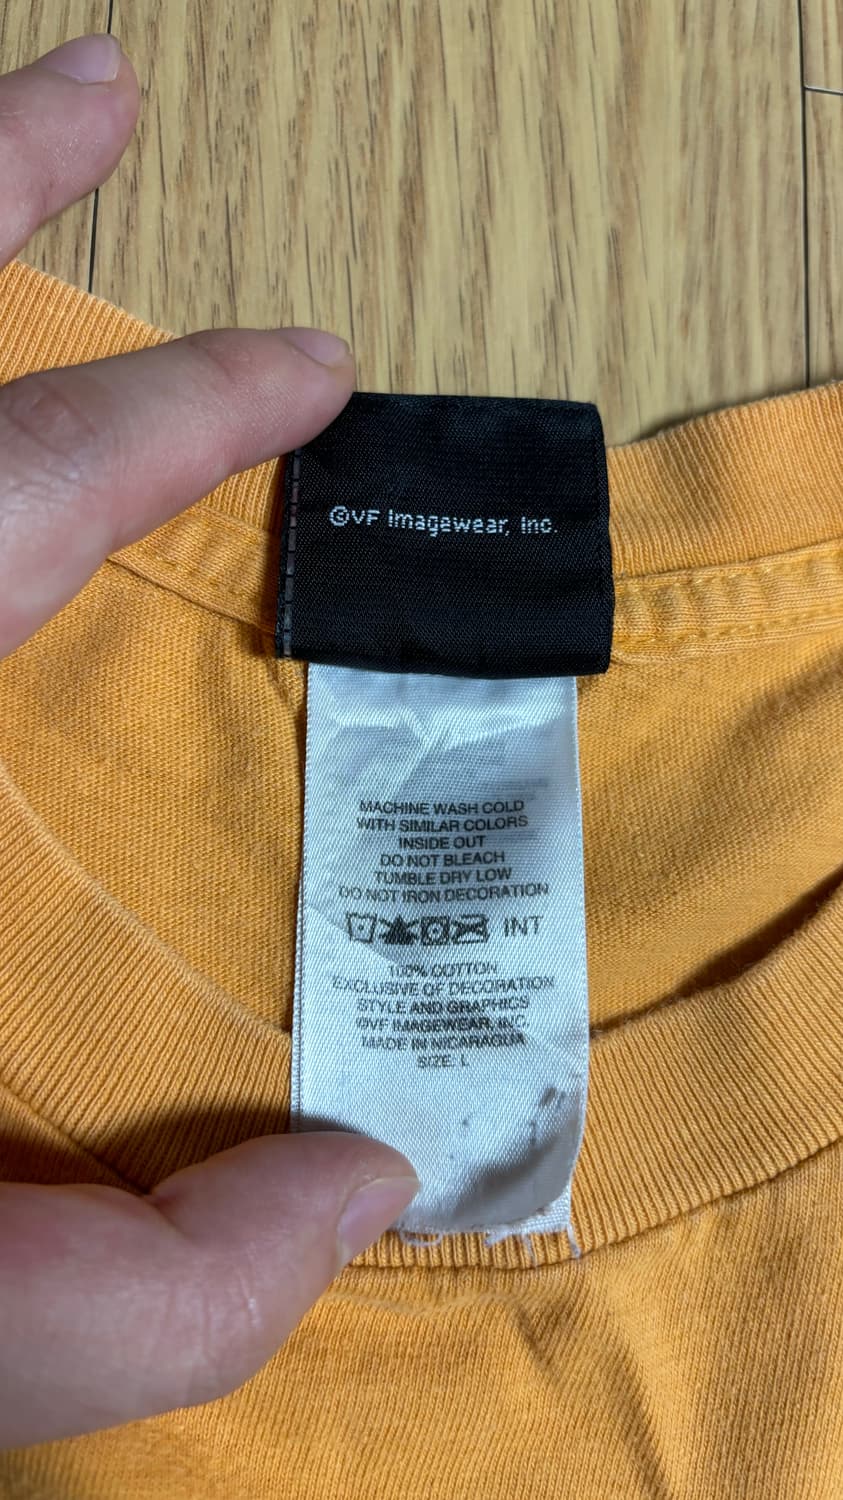 ©VF Imagewear, Inc.
MACHINE WASH COLD
WITH SIMILAR COLORS
INSIDE OUT
DO NOT BLEACH
TUMBLE DRY LOW
DO NOT IRON DECORATION
INT
100% COTTON
EXCLUSIVE OF DECORATION
STYLE AND GRAPHICS
©VF IMAGEWEAR, INC.
MADE IN NICARAGUA
SIZE: L